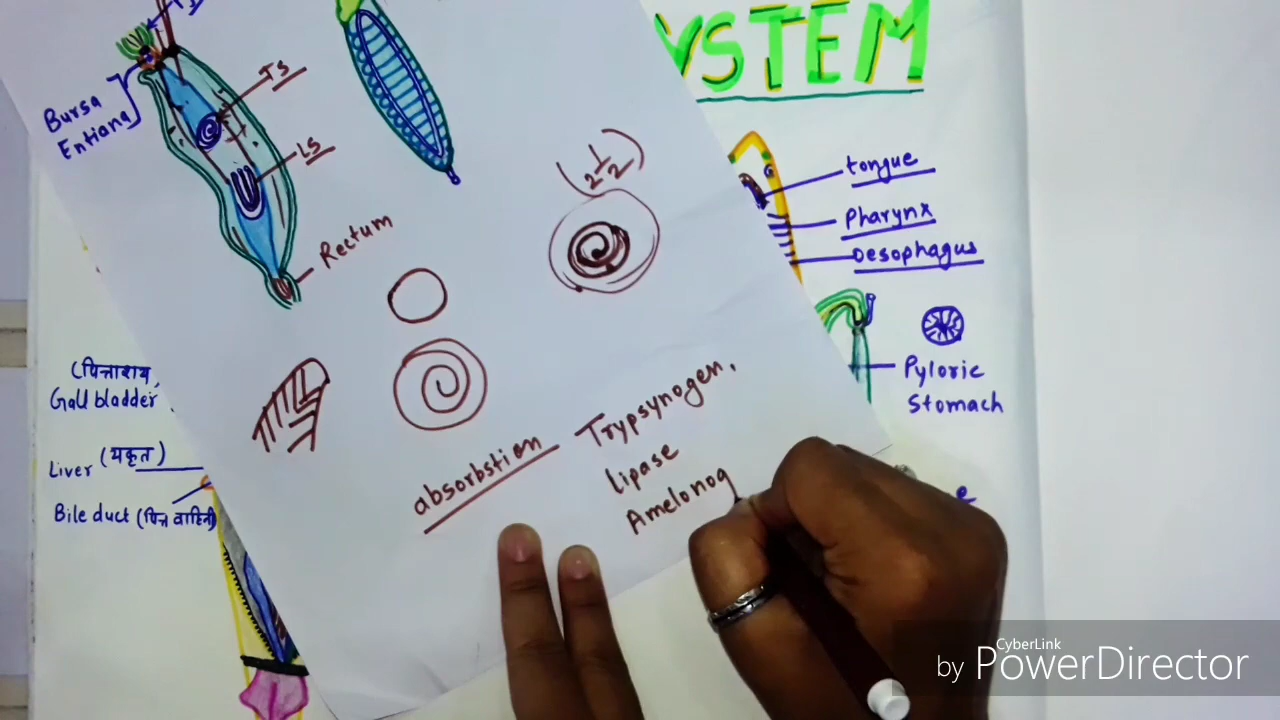 YSTEM
Bursa
Entiana
TS
LS
Rectum
(2 1/2)
tongue
Pharynx
Oesophagus
Pyloric
Stomach
(पित्ताशय,
Gall bladder
Liver (यकृत)
Bile duct (पित्त वाहिनी)
absorbstion
Trypsynogen,
lipase
Amelonog
CyberLink
by PowerDirector